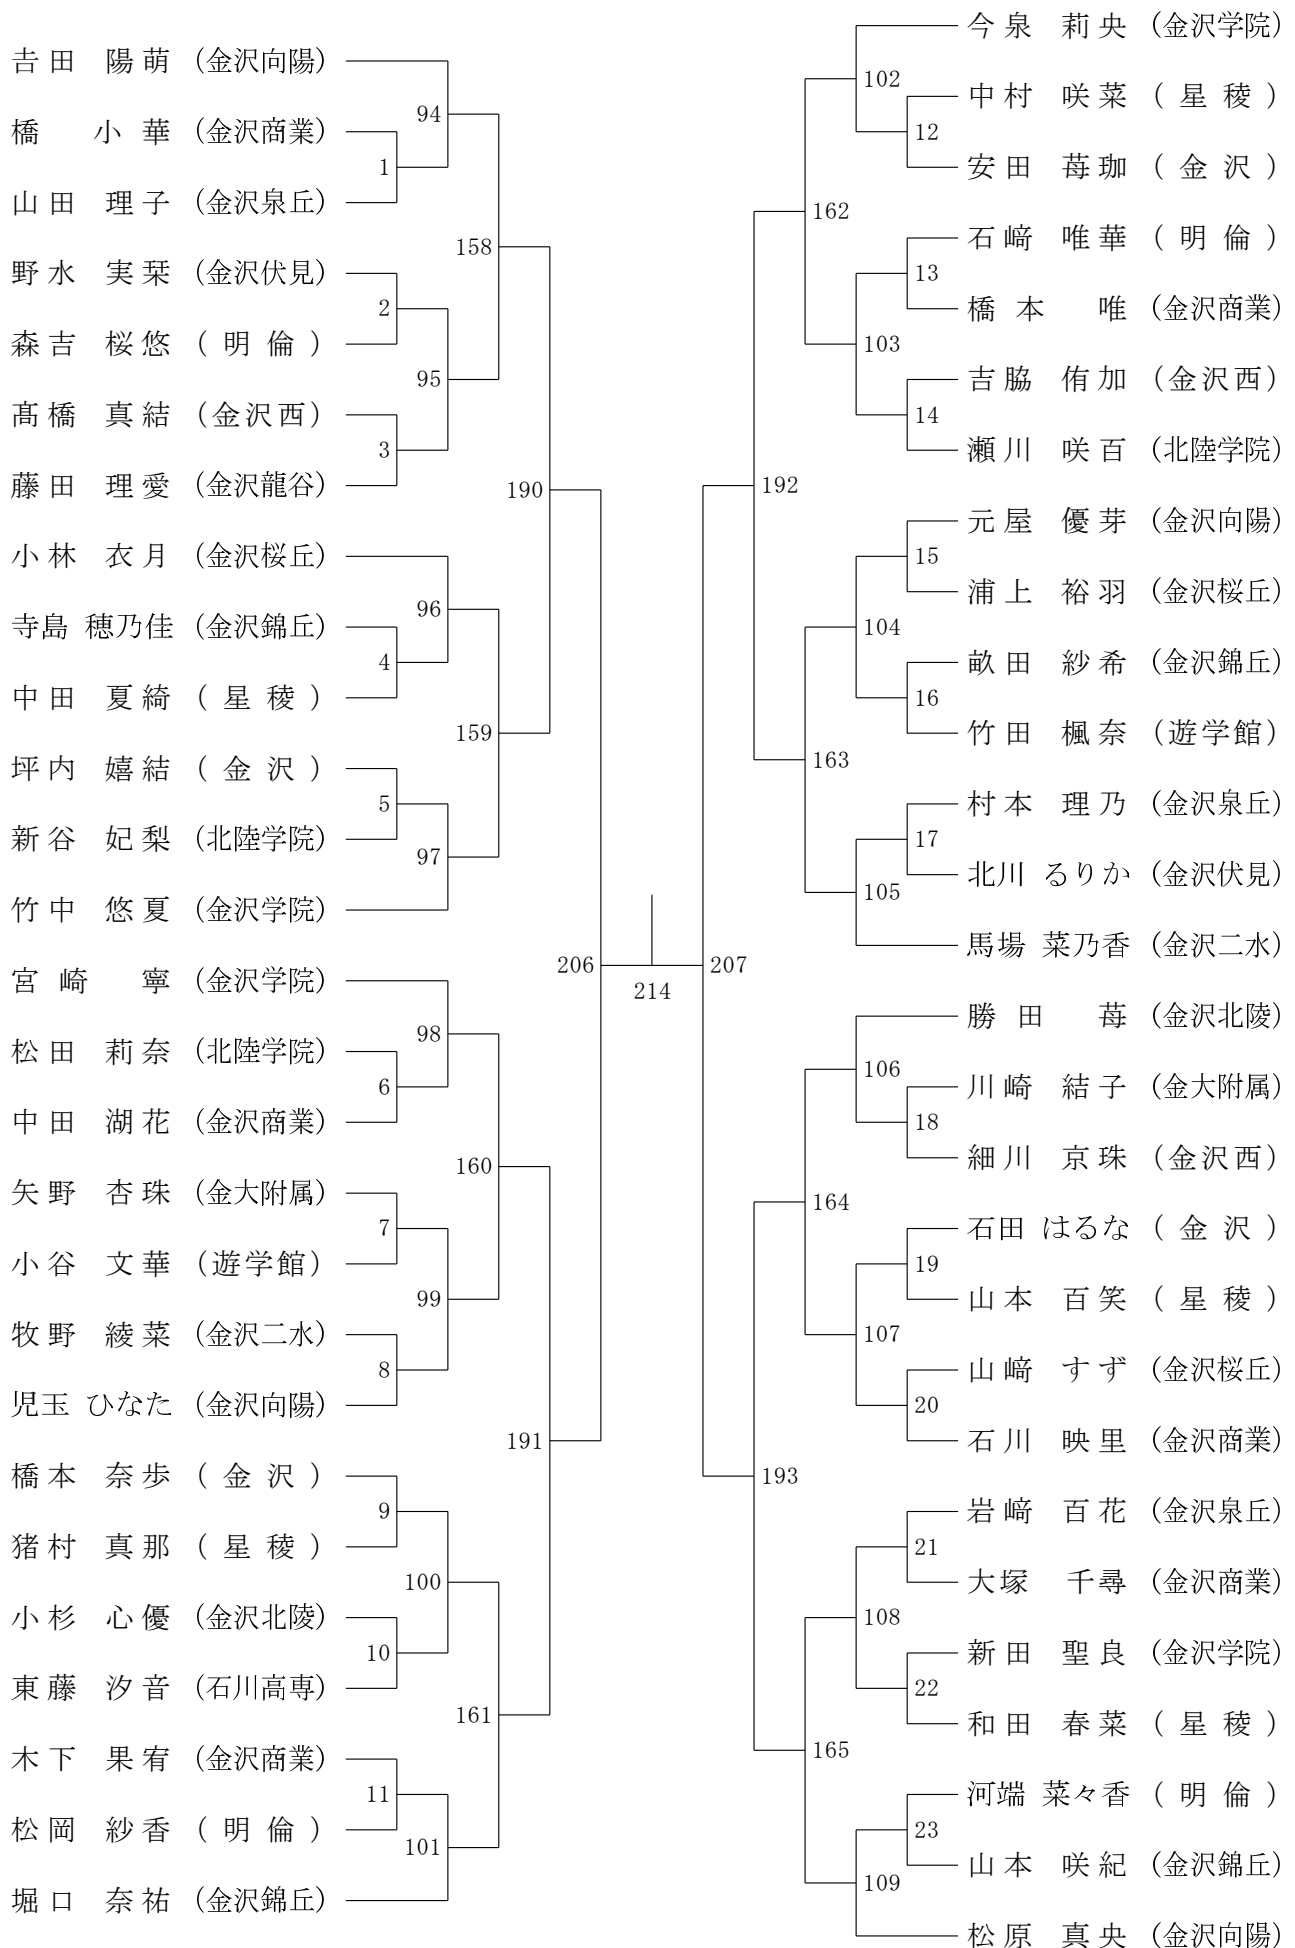 𠮷田 陽萌 (金沢向陽)
94
橋 小華 (金沢商業)
1
山田 理子 (金沢泉丘)
158
野水 実栞 (金沢伏見)
2
森吉 桜悠 (明倫)
95
髙橋 真結 (金沢西)
3
藤田 理愛 (金沢龍谷)
190
小林 衣月 (金沢桜丘)
96
寺島 穂乃佳 (金沢錦丘)
4
中田 夏綺 (星稜)
159
坪内 嬉結 (金沢)
5
新谷 妃梨 (北陸学院)
97
竹中 悠夏 (金沢学院)
206
宮崎 寧 (金沢学院)
98
松田 莉奈 (北陸学院)
6
中田 湖花 (金沢商業)
160
矢野 杏珠 (金大附属)
7
小谷 文華 (遊学館)
99
牧野 綾菜 (金沢二水)
8
児玉 ひなた (金沢向陽)
191
橋本 奈歩 (金沢)
9
猪村 真那 (星稜)
100
小杉 心優 (金沢北陵)
10
東藤 汐音 (石川高専)
161
木下 果宥 (金沢商業)
11
松岡 紗香 (明倫)
101
堀口 奈祐 (金沢錦丘)
214
今泉 莉央 (金沢学院)
102
中村 咲菜 (星稜)
12
安田 苺珈 (金沢)
162
石﨑 唯華 (明倫)
13
橋本 唯 (金沢商業)
103
吉脇 侑加 (金沢西)
14
瀬川 咲百 (北陸学院)
192
元屋 優芽 (金沢向陽)
15
浦上 裕羽 (金沢桜丘)
104
畝田 紗希 (金沢錦丘)
16
竹田 楓奈 (遊学館)
163
村本 理乃 (金沢泉丘)
17
北川 るりか (金沢伏見)
105
馬場 菜乃香 (金沢二水)
207
勝田 苺 (金沢北陵)
106
川崎 結子 (金大附属)
18
細川 京珠 (金沢西)
164
石田 はるな (金沢)
19
山本 百笑 (星稜)
107
山﨑 すず (金沢桜丘)
20
石川 映里 (金沢商業)
193
岩﨑 百花 (金沢泉丘)
21
大塚 千尋 (金沢商業)
108
新田 聖良 (金沢学院)
22
和田 春菜 (星稜)
165
河端 菜々香 (明倫)
23
山本 咲紀 (金沢錦丘)
109
松原 真央 (金沢向陽)